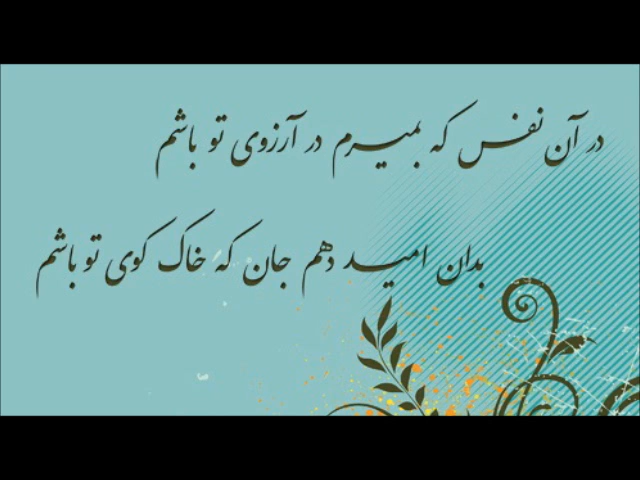 در آن نفس که بمیرم در آرزوی تو باشم
بدان امید دهم جان که خاک کوی تو باشم